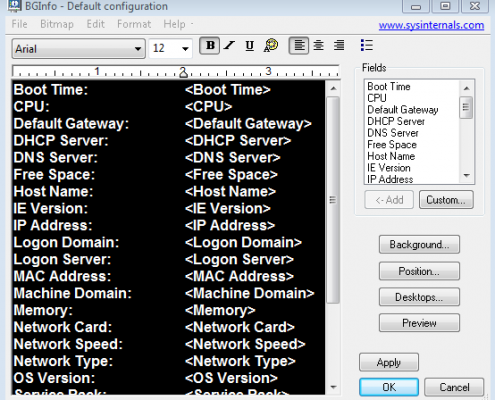 BGInfo - Default configuration
File Bitmap Edit Format Help
www.sysinternals.com
Arial 12 B I U
1 2 3
Boot Time: <Boot Time>
CPU: <CPU>
Default Gateway: <Default Gateway>
DHCP Server: <DHCP Server>
DNS Server: <DNS Server>
Free Space: <Free Space>
Host Name: <Host Name>
IE Version: <IE Version>
IP Address: <IP Address>
Logon Domain: <Logon Domain>
Logon Server: <Logon Server>
MAC Address: <MAC Address>
Machine Domain: <Machine Domain>
Memory: <Memory>
Network Card: <Network Card>
Network Speed: <Network Speed>
Network Type: <Network Type>
OS Version: <OS Version>
Service Pack: <Service Pack>
Fields
Boot Time
CPU
Default Gateway
DHCP Server
DNS Server
Free Space
Host Name
IE Version
IP Address
<- Add
Custom...
Background...
Position...
Desktops...
Preview
Apply
OK
Cancel